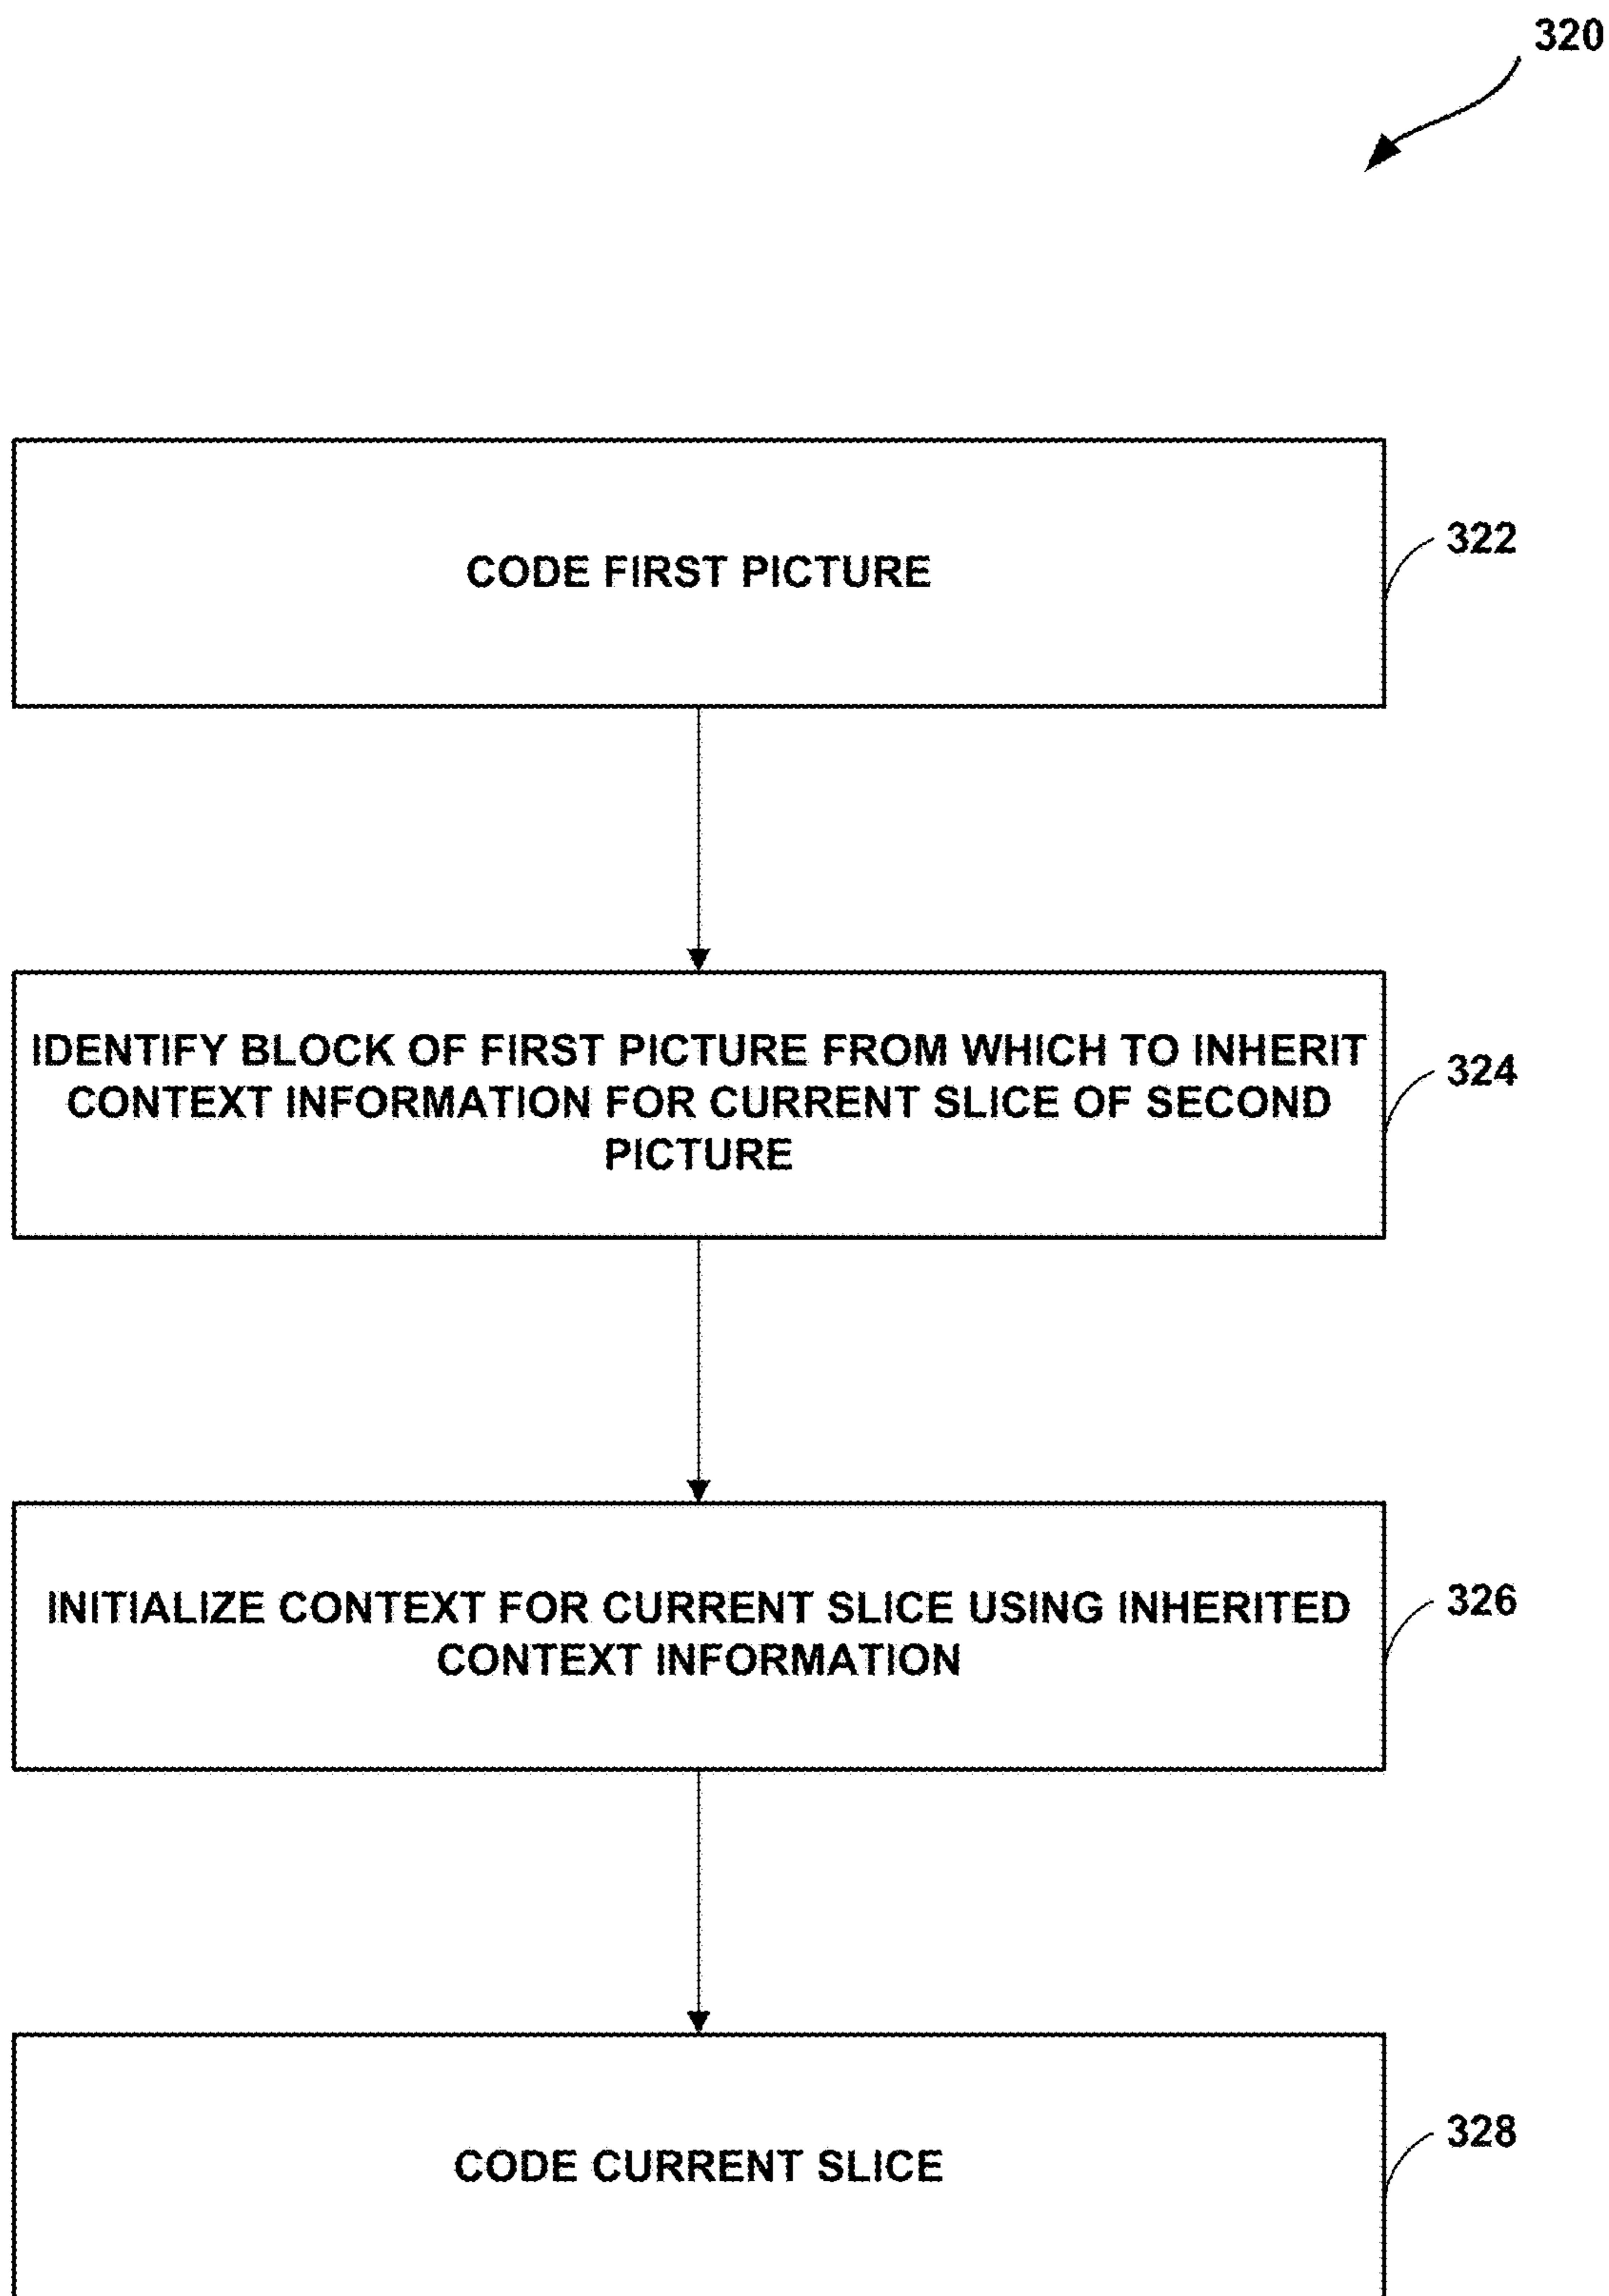 320
CODE FIRST PICTURE
322
IDENTIFY BLOCK OF FIRST PICTURE FROM WHICH TO INHERIT
CONTEXT INFORMATION FOR CURRENT SLICE OF SECOND
PICTURE
324
INITIALIZE CONTEXT FOR CURRENT SLICE USING INHERITED
CONTEXT INFORMATION
326
CODE CURRENT SLICE
328